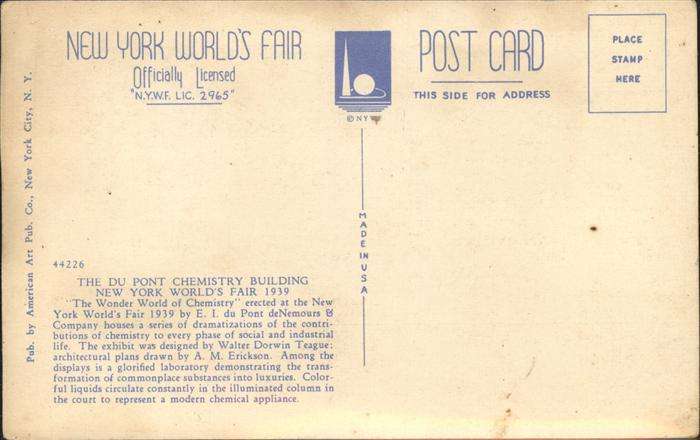 NEW YORK WORLD'S FAIR
Officially Licensed
"N.Y.W.F. LIC. 2965"
POST CARD
THIS SIDE FOR ADDRESS
PLACE
STAMP
HERE
© NY
MADE IN USA
Pub. by American Art Pub. Co., New York City, N. Y.
44226
THE DU PONT CHEMISTRY BUILDING
NEW YORK WORLD'S FAIR 1939
"The Wonder World of Chemistry" erected at the New
York World's Fair 1939 by E. I. du Pont deNemours &
Company houses a series of dramatizations of the contri-
butions of chemistry to every phase of social and industrial
life. The exhibit was designed by Walter Dorwin Teague;
architectural plans drawn by A. M. Erickson. Among the
displays is a glorified laboratory demonstrating the trans-
formation of commonplace substances into luxuries. Color-
ful liquids circulate constantly in the illuminated column in
the court to represent a modern chemical appliance.